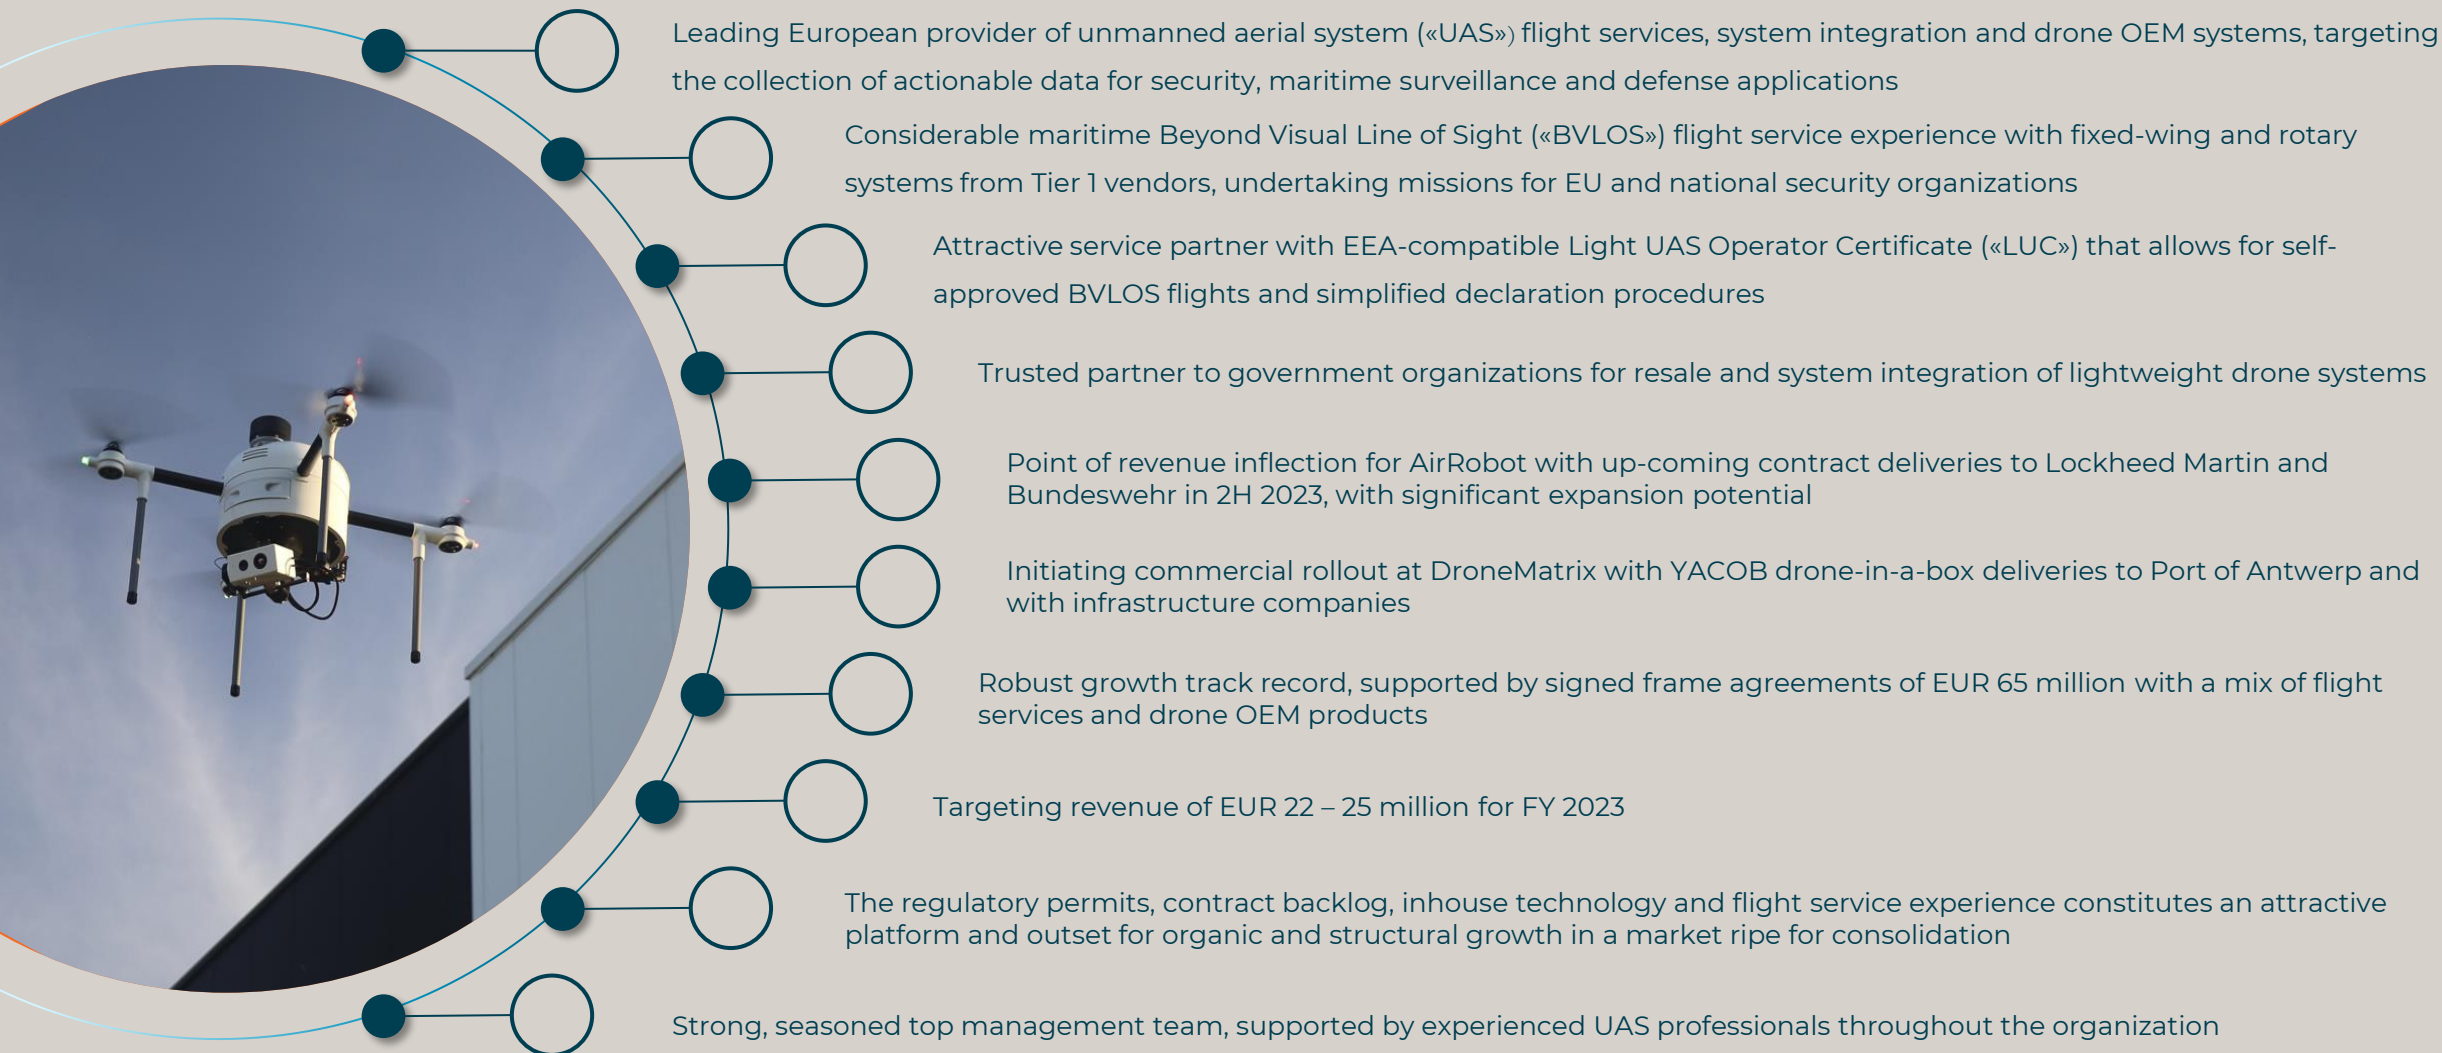 Leading European provider of unmanned aerial system («UAS») flight services, system integration and drone OEM systems, targeting
the collection of actionable data for security, maritime surveillance and defense applications
Considerable maritime Beyond Visual Line of Sight («BVLOS») flight service experience with fixed-wing and rotary
systems from Tier 1 vendors, undertaking missions for EU and national security organizations
Attractive service partner with EEA-compatible Light UAS Operator Certificate («LUC») that allows for self-
approved BVLOS flights and simplified declaration procedures
Trusted partner to government organizations for resale and system integration of lightweight drone systems
Point of revenue inflection for AirRobot with up-coming contract deliveries to Lockheed Martin and
Bundeswehr in 2H 2023, with significant expansion potential
Initiating commercial rollout at DroneMatrix with YACOB drone-in-a-box deliveries to Port of Antwerp and
with infrastructure companies
Robust growth track record, supported by signed frame agreements of EUR 65 million with a mix of flight
services and drone OEM products
Targeting revenue of EUR 22 – 25 million for FY 2023
The regulatory permits, contract backlog, inhouse technology and flight service experience constitutes an attractive
platform and outset for organic and structural growth in a market ripe for consolidation
Strong, seasoned top management team, supported by experienced UAS professionals throughout the organization